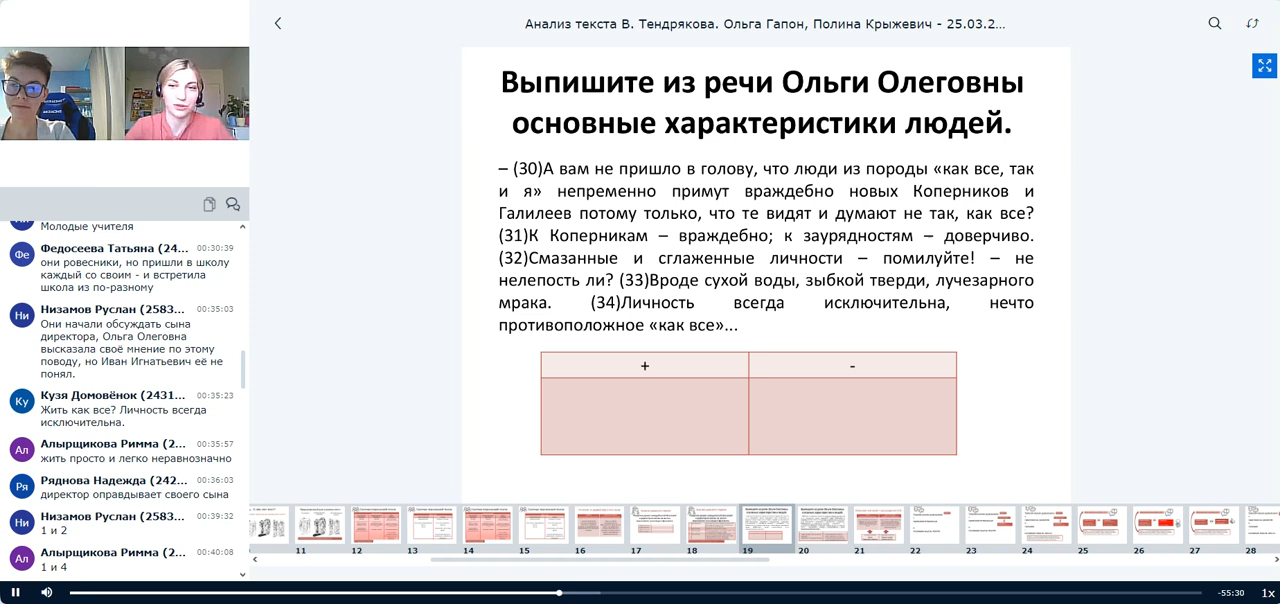 Анализ текста В. Тендрякова. Ольга Гапон, Полина Крыжевич - 25.03.2...
Молодые учителя
Фе
Федосеева Татьяна (24... 00:30:39
они ровесники, но пришли в школу
каждый со своим - и встретила
школа из по-разному
Ни
Низамов Руслан (2583... 00:35:03
Они начали обсуждать сына
директора, Ольга Олеговна
высказала своё мнение по этому
поводу, но Иван Игнатьевич её не
понял.
Ку
Кузя Домовёнок (2431... 00:35:23
Жить как все? Личность всегда
исключительна.
Ал
Алырщикова Римма (2... 00:35:57
жить просто и легко неравнозначно
Ря
Ряднова Надежда (242... 00:36:03
директор оправдывает своего сына
Ни
Низамов Руслан (2583... 00:39:32
1 и 2
Ал
Алырщикова Римма (2... 00:40:08
1 и 4
Выпишите из речи Ольги Олеговны
основные характеристики людей.
– (30)А вам не пришло в голову, что люди из породы «как все, так
и я» непременно примут враждебно новых Коперников и
Галилеев потому только, что те видят и думают не так, как все?
(31)К Коперникам – враждебно; к заурядностям – доверчиво.
(32)Смазанные и сглаженные личности – помилуйте! – не
нелепость ли? (33)Вроде сухой воды, зыбкой тверди, лучезарного
мрака. (34)Личность всегда исключительна, нечто
противоположное «как все»...
+ -
11 12 13 14 15 16 17 18 19 20 21 22 23 24 25 26 27 28
-55:30 1x